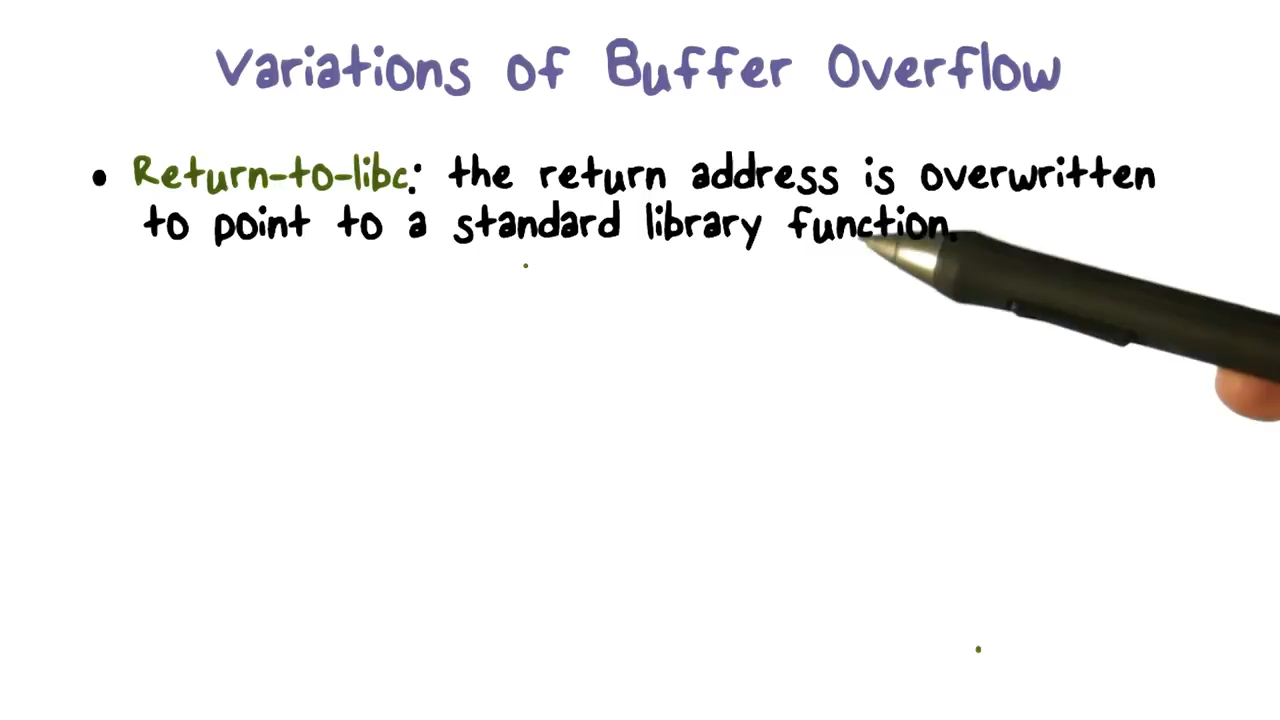 Variations of Buffer Overflow
• Return-to-libc: the return address is overwritten
to point to a standard library function.